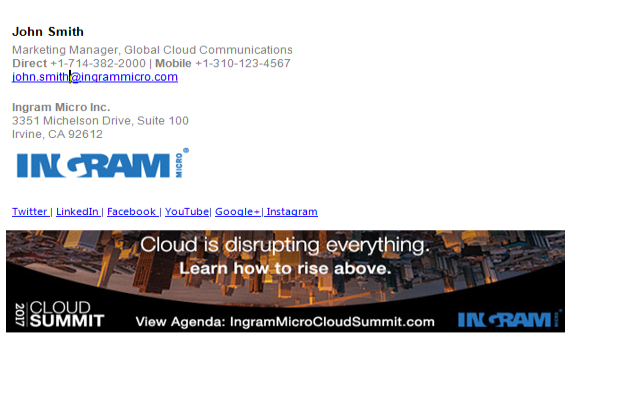 John Smith
Marketing Manager, Global Cloud Communications
Direct +1-714-382-2000 | Mobile +1-310-123-4567
john.smith@ingrammicro.com
Ingram Micro Inc.
3351 Michelson Drive, Suite 100
Irvine, CA 92612
INGRAM MICRO®
Twitter | LinkedIn | Facebook | YouTube| Google+| Instagram
Cloud is disrupting everything.
Learn how to rise above.
2017 CLOUD
SUMMIT
View Agenda: IngramMicroCloudSummit.com
INGRAM MICRO